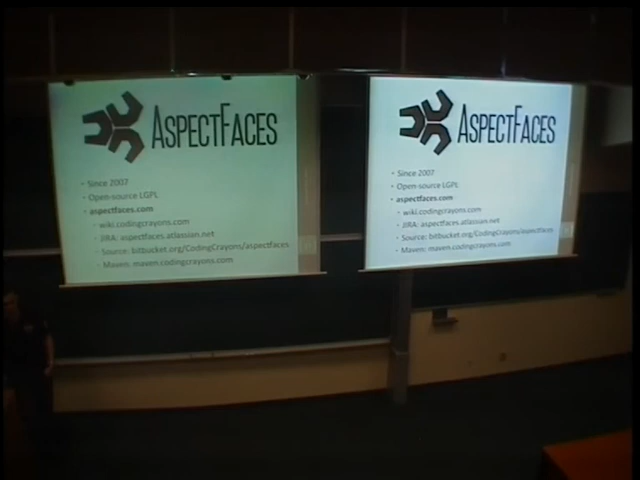 AspectFaces
Since 2007
Open-source LGPL
aspectfaces.com
wiki.codingcrayons.com
JIRA: aspectfaces.atlassian.net
Source: bitbucket.org/CodingCrayons/aspectfaces
Maven: maven.codingcrayons.com
AspectFaces
Since 2007
Open-source LGPL
aspectfaces.com
wiki.codingcrayons.com
JIRA: aspectfaces.atlassian.net
Source: bitbucket.org/CodingCrayons/aspectfaces
Maven: maven.codingcrayons.com